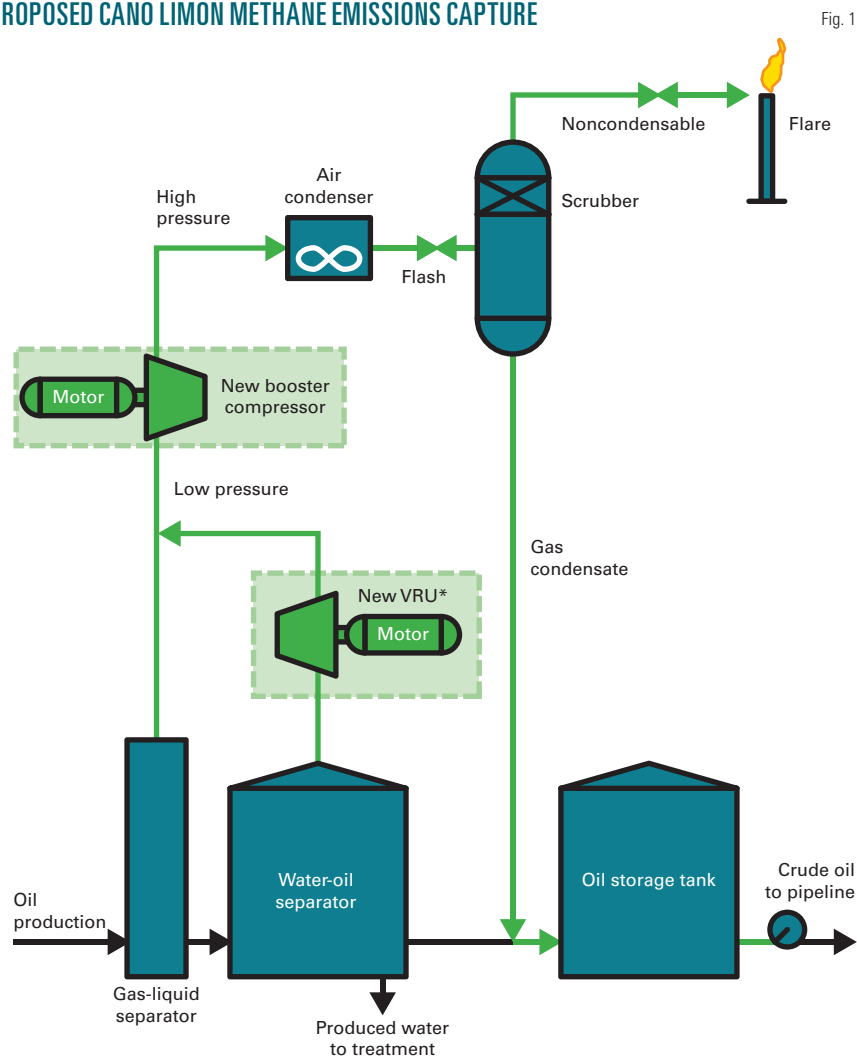 ROPOSED CANO LIMON METHANE EMISSIONS CAPTURE
Fig. 1
Noncondensable
Flare
Air
condenser
High
pressure
Scrubber
Flash
Motor
New booster
compressor
Low pressure
Gas
condensate
New VRU*
Motor
Water-oil
separator
Oil storage tank
Crude oil
to pipeline
Oil
production
Gas-liquid
separator
Produced water
to treatment